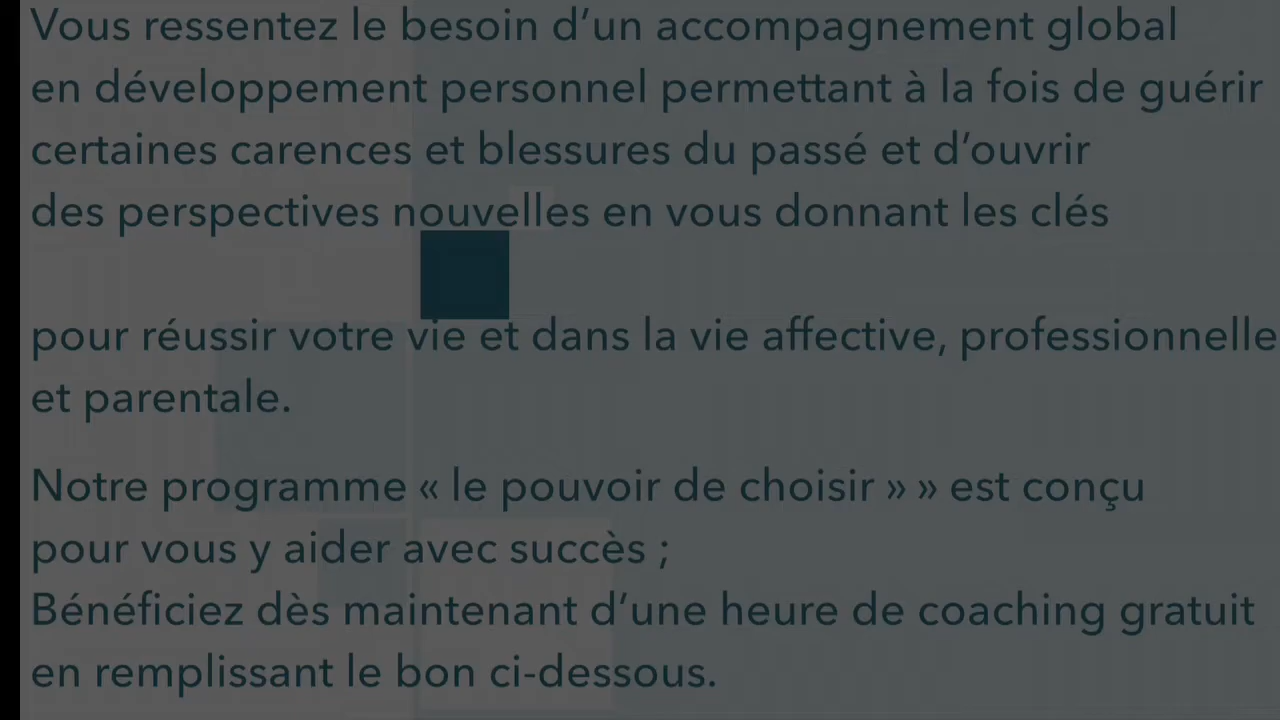 Vous ressentez le besoin d’un accompagnement global
en développement personnel permettant à la fois de guérir
certaines carences et blessures du passé et d’ouvrir
des perspectives nouvelles en vous donnant les clés
pour réussir votre vie et dans la vie affective, professionnelle
et parentale.
Notre programme « le pouvoir de choisir » » est conçu
pour vous y aider avec succès ;
Bénéficiez dès maintenant d’une heure de coaching gratuit
en remplissant le bon ci-dessous.